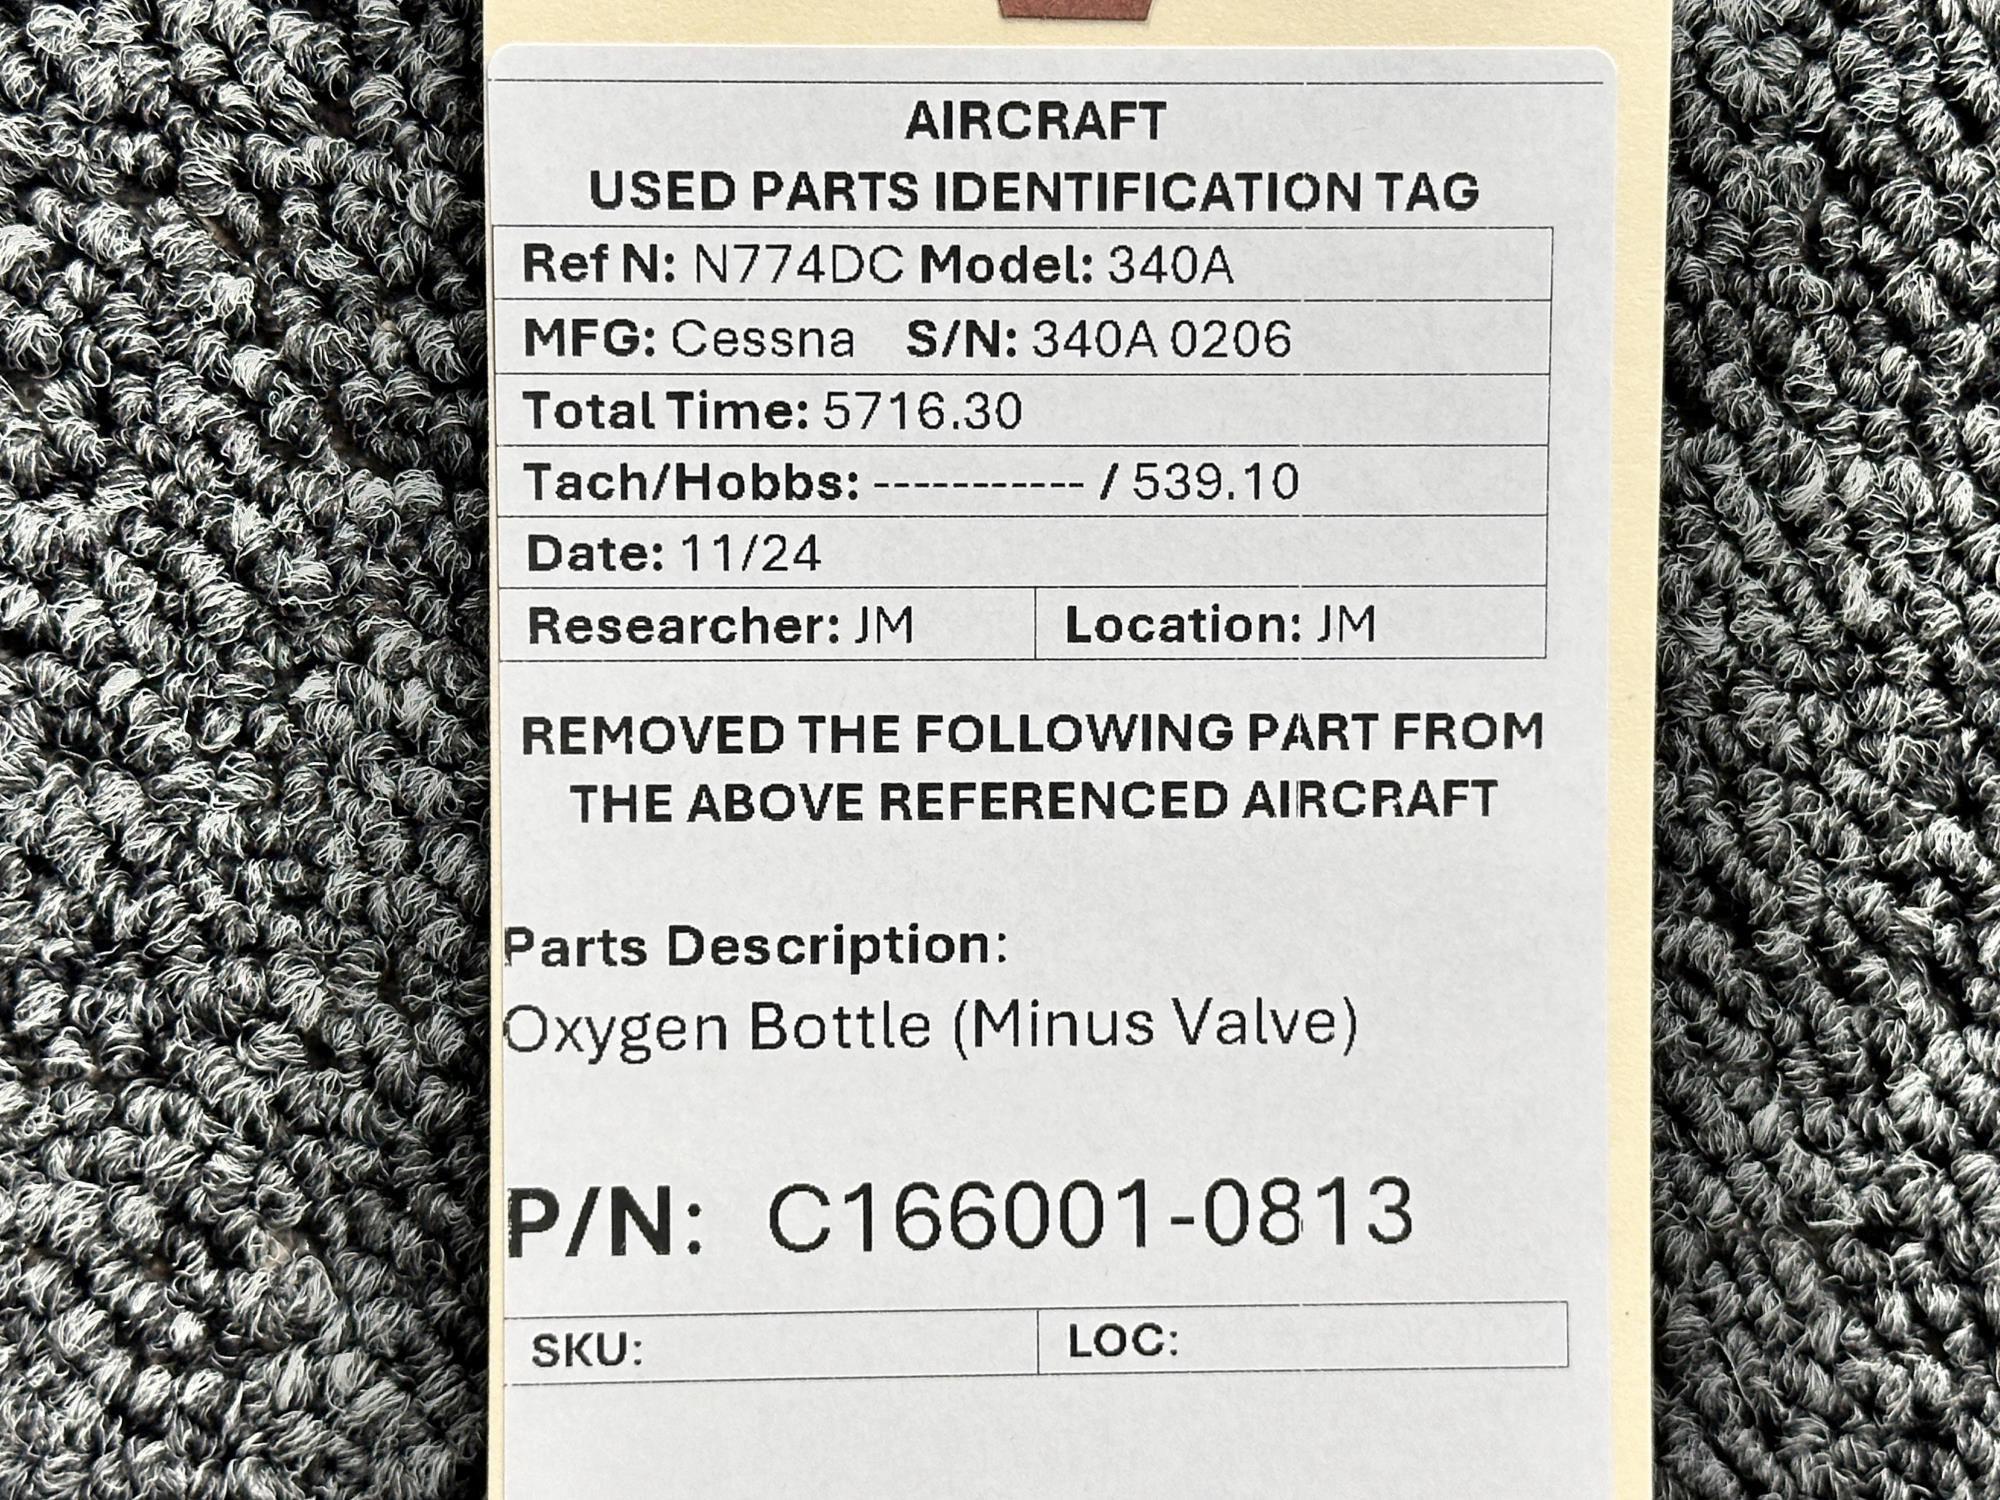 AIRCRAFT
USED PARTS IDENTIFICATION TAG
Ref N: N774DC Model: 340A
MFG: Cessna S/N: 340A 0206
Total Time: 5716.30
Tach/Hobbs: ----------- / 539.10
Date: 11/24
Researcher: JM Location: JM
REMOVED THE FOLLOWING PART FROM
THE ABOVE REFERENCED AIRCRAFT
Parts Description:
Oxygen Bottle (Minus Valve)
P/N: C166001-0813
SKU: LOC: